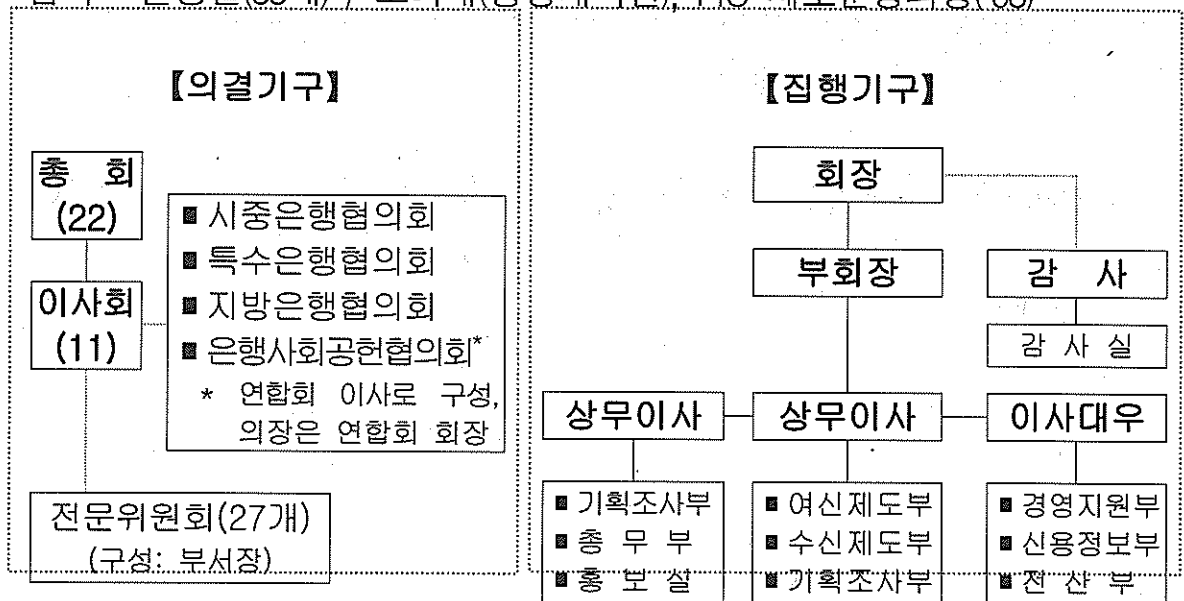 【의결기구】
총 회
(22)
이사회
(11)
■ 시중은행협의회
■ 특수은행협의회
■ 지방은행협의회
■ 은행사회공헌협의회*
* 연합회 이사로 구성,
의장은 연합회 회장
전문위원회(27개)
(구성: 부서장)
【집행기구】
회장
부회장
감 사
감 사 실
상무이사
상무이사
이사대우
■ 기획조사부
■ 총 무 부
■ 홍 보 실
■ 여신제도부
■ 수신제도부
■ 기획조사부
■ 경영지원부
■ 신용정보부
■ 전 산 부